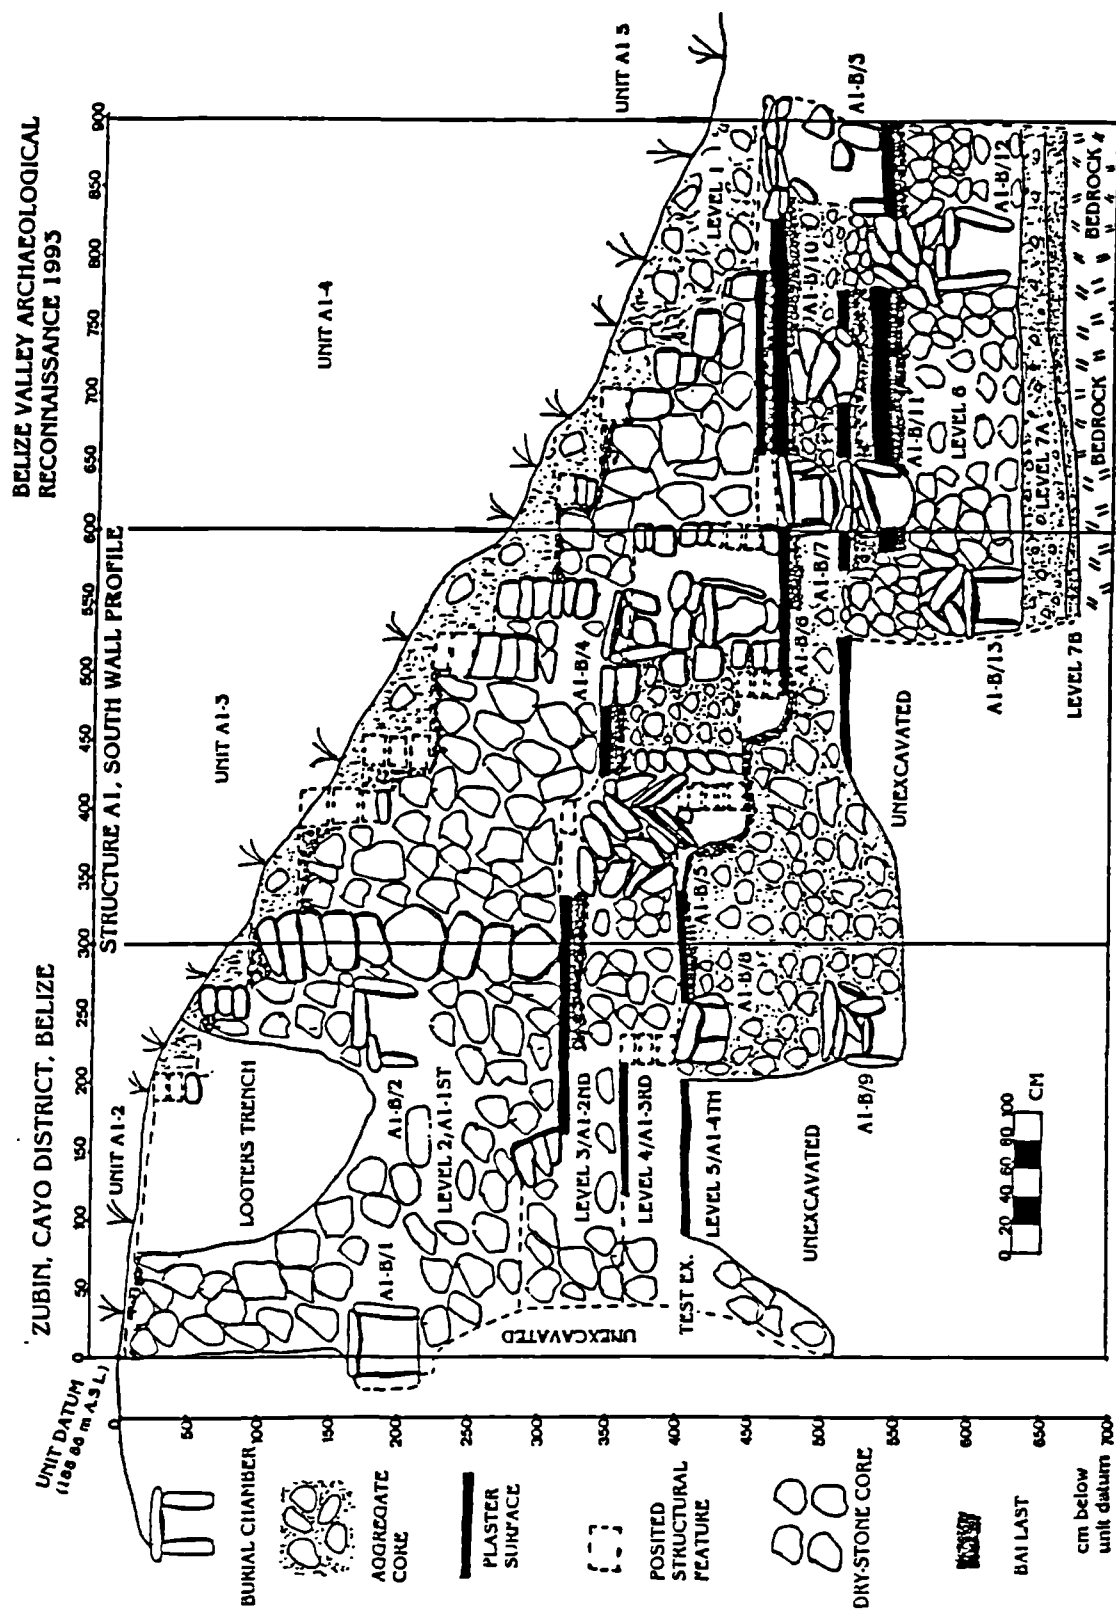 BELIZE VALLEY ARCHAEOLOGICAL
RECONNAISSANCE 1993
ZUBIN, CAYO DISTRICT, BELIZE
STRUCTURE A1, SOUTH WALL PROFILE
0 50 100 150 200 250 300 350 400 450 500 550 600 650 700 750 800 850 900
UNIT DATUM
A.S.L.)
UNIT A1-2
UNIT A1-3
UNIT A1-4
UNIT A1 5
LOOTERS TRENCH
A1-B/1
A1-B/2
LEVEL 2/A1-1ST
A1-B/4
LEVEL 1
LEVEL 3/A1-2ND
LEVEL 4/A1-3RD
LEVEL 5/A1-4TH
UNEXCAVATED
TEST EX.
A1-B/5
A1-B/6
A1-B/7
A1-B/8
A1-B/9
A1-B/10
A1-B/3
A1-B/11
LEVEL 6
A1-B/12
A1-B/13
LEVEL 7A
LEVEL 7B
BEDROCK
BEDROCK
UNEXCAVATED
UNEXCAVATED
0 20 40 60 80 100
CM
0
50
100
150
200
250
300
350
400
450
500
550
600
650
700
cm below
unit datum
BURIAL CHAMBER
AGGREGATE
CORE
PLASTER
SURFACE
POSITED
STRUCTURAL
FEATURE
DRY-STONE CORE
BALLAST